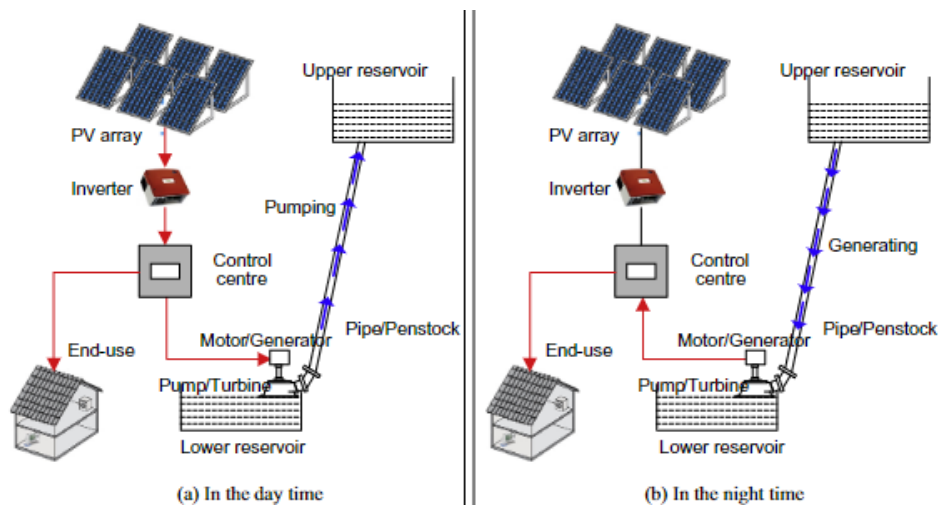 Upper reservoir
PV array
Inverter
Pumping
Control
centre
Motor/Generator
Pipe/Penstock
End-use
Pump/Turbine
Lower reservoir
(a) In the day time
Upper reservoir
PV array
Inverter
Generating
Control
centre
Motor/Generator
Pipe/Penstock
End-use
Pump/Turbine
Lower reservoir
(b) In the night time